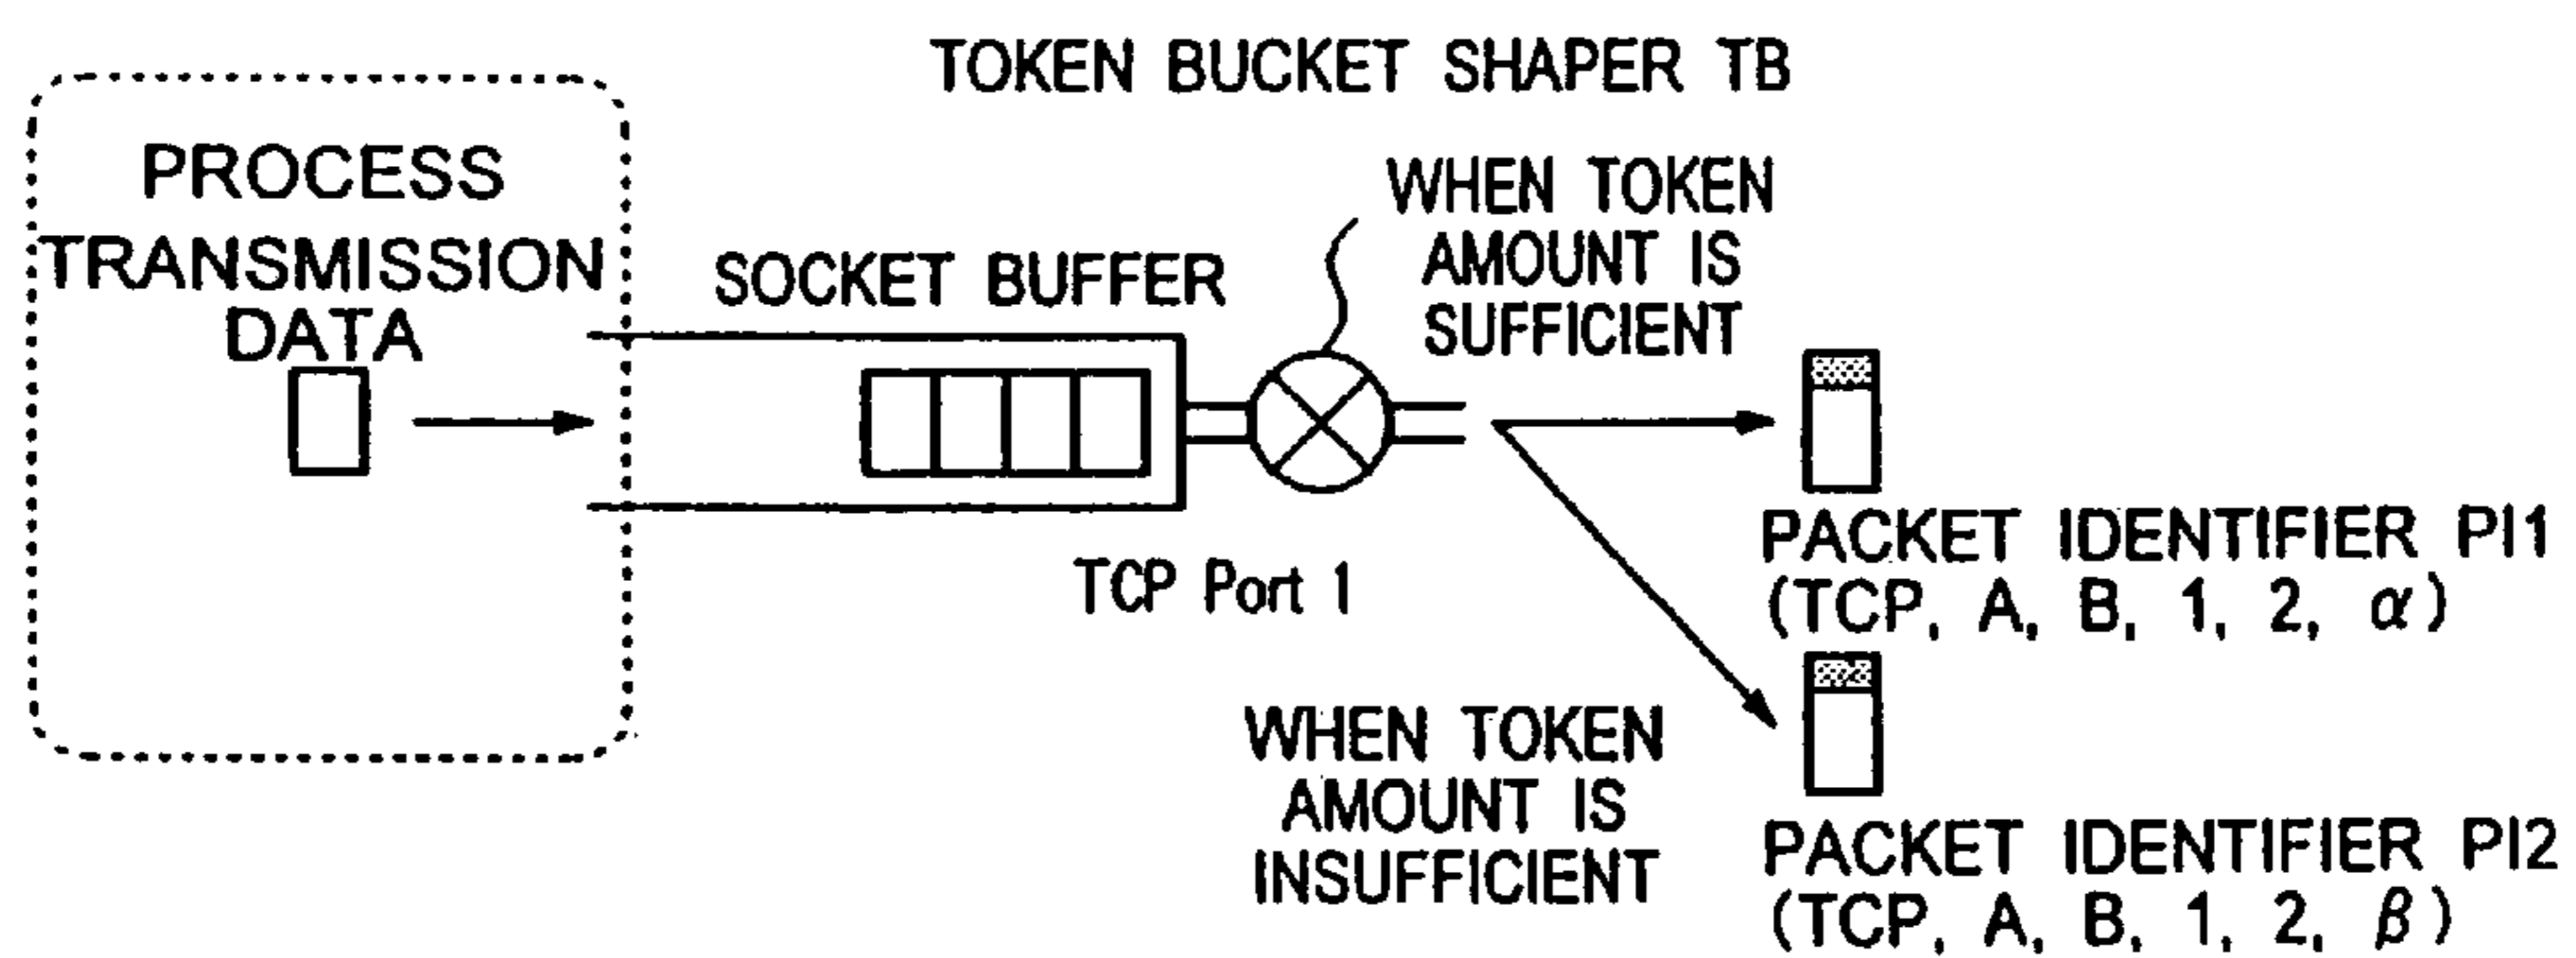 TOKEN BUCKET SHAPER TB
PROCESS
TRANSMISSION
DATA
SOCKET BUFFER
WHEN TOKEN
AMOUNT IS
SUFFICIENT
TCP Port 1
PACKET IDENTIFIER PI1
(TCP, A, B, 1, 2, α)
WHEN TOKEN
AMOUNT IS
INSUFFICIENT
PACKET IDENTIFIER PI2
(TCP, A, B, 1, 2, β)